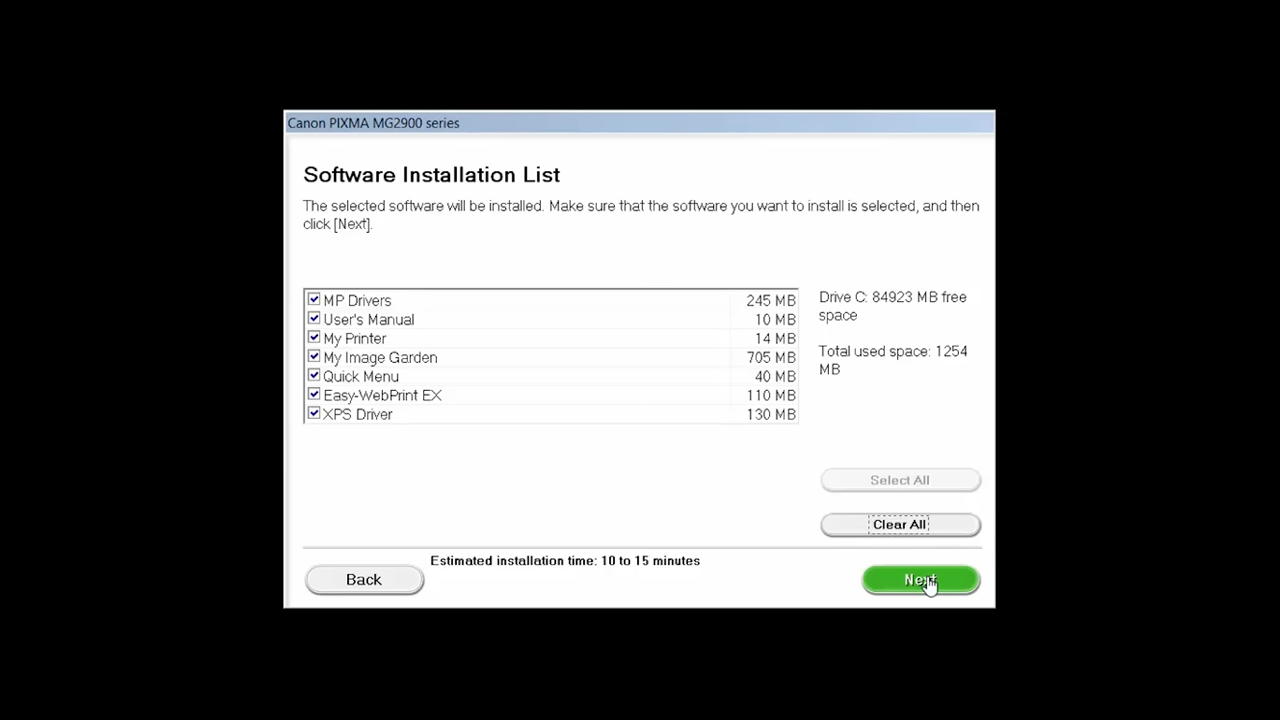 Canon PIXMA MG2900 series
Software Installation List
The selected software will be installed. Make sure that the software you want to install is selected, and then
click [Next].
MP Drivers 245 MB
User's Manual 10 MB
My Printer 14 MB
My Image Garden 705 MB
Quick Menu 40 MB
Easy-WebPrint EX 110 MB
XPS Driver 130 MB
Drive C: 84923 MB free
space
Total used space: 1254
MB
Select All
Clear All
Estimated installation time: 10 to 15 minutes
Back
Next